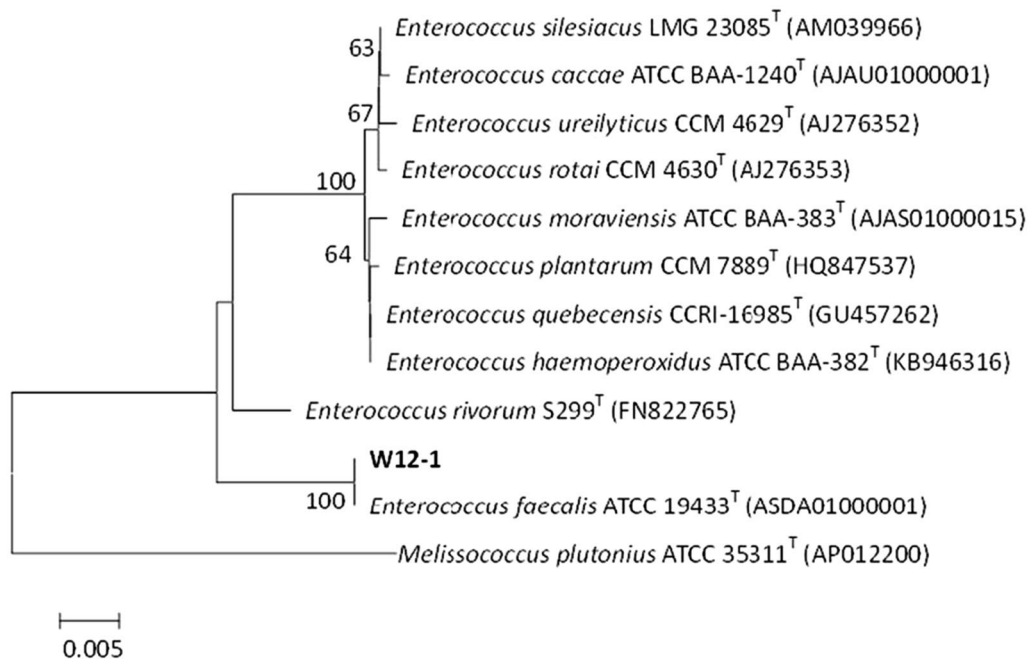 Enterococcus silesiacus LMG 23085ᵀ (AM039966)
63
Enterococcus caccae ATCC BAA-1240ᵀ (AJAU01000001)
67
Enterococcus ureilyticus CCM 4629ᵀ (AJ276352)
Enterococcus rotai CCM 4630ᵀ (AJ276353)
100
Enterococcus moraviensis ATCC BAA-383ᵀ (AJAS01000015)
64
Enterococcus plantarum CCM 7889ᵀ (HQ847537)
Enterococcus quebecensis CCRI-16985ᵀ (GU457262)
Enterococcus haemoperoxidus ATCC BAA-382ᵀ (KB946316)
Enterococcus rivorum S299ᵀ (FN822765)
W12-1
100
Enterococcus faecalis ATCC 19433ᵀ (ASDA01000001)
Melissococcus plutonius ATCC 35311ᵀ (AP012200)
0.005